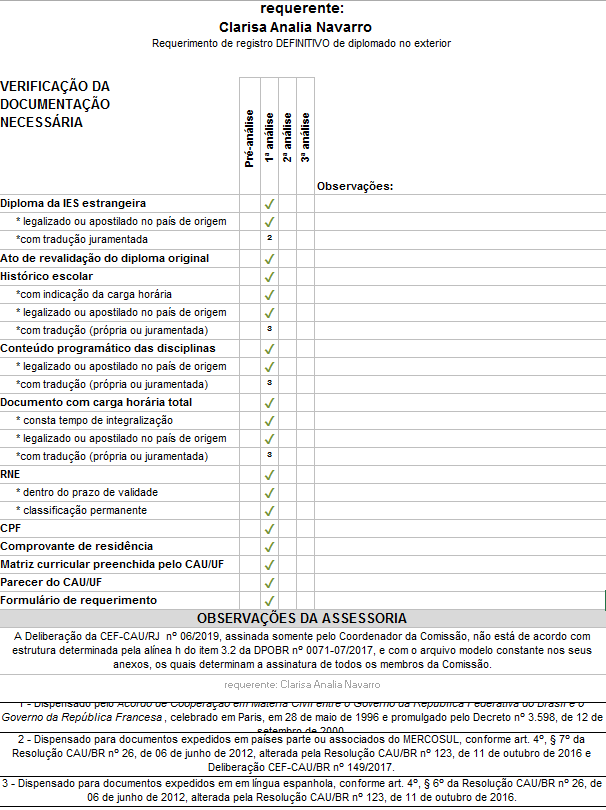 requerente:
Clarisa Analia Navarro
Requerimento de registro DEFINITIVO de diplomado no exterior
VERIFICAÇÃO DA
DOCUMENTAÇÃO
NECESSÁRIA
Pré-análise
1ª análise
2ª análise
3ª análise
Observações:
Diploma da IES estrangeira ✓
* legalizado ou apostilado no país de origem ✓
*com tradução juramentada 2
Ato de revalidação do diploma original ✓
Histórico escolar ✓
*com indicação da carga horária ✓
* legalizado ou apostilado no país de origem ✓
*com tradução (própria ou juramentada) 3
Conteúdo programático das disciplinas ✓
* legalizado ou apostilado no país de origem ✓
*com tradução (própria ou juramentada) 3
Documento com carga horária total ✓
* consta tempo de integralização ✓
* legalizado ou apostilado no país de origem ✓
*com tradução (própria ou juramentada) 3
RNE ✓
* dentro do prazo de validade ✓
* classificação permanente ✓
CPF ✓
Comprovante de residência ✓
Matriz curricular preenchida pelo CAU/UF ✓
Parecer do CAU/UF ✓
Formulário de requerimento ✓
OBSERVAÇÕES DA ASSESSORIA
A Deliberação da CEF-CAU/RJ nº 06/2019, assinada somente pelo Coordenador da Comissão, não está de acordo com
estrutura determinada pela alínea h do item 3.2 da DPOBR nº 0071-07/2017, e com o arquivo modelo constante nos seus
anexos, os quais determinam a assinatura de todos os membros da Comissão.
requerente: Clarisa Analia Navarro
1 - Dispensado pelo Acordo de Cooperação em Matéria Civil entre o Governo da República Federativa do Brasil e o
Governo da República Francesa, celebrado em Paris, em 28 de maio de 1996 e promulgado pelo Decreto nº 3.598, de 12 de
setembro de 2000
2 - Dispensado para documentos expedidos em países parte ou associados do MERCOSUL, conforme art. 4º, § 7º da
Resolução CAU/BR nº 26, de 06 de junho de 2012, alterada pela Resolução CAU/BR nº 123, de 11 de outubro de 2016 e
Deliberação CEF-CAU/BR nº 149/2017.
3 - Dispensado para documentos expedidos em em língua espanhola, conforme art. 4º, § 6º da Resolução CAU/BR nº 26, de
06 de junho de 2012, alterada pela Resolução CAU/BR nº 123, de 11 de outubro de 2016.